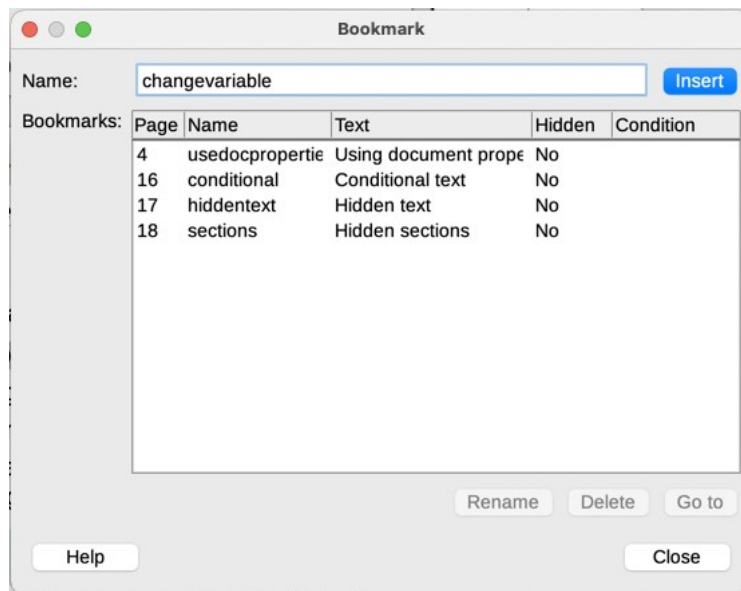 Bookmark
Name: changevariable Insert
Bookmarks: Page Name Text Hidden Condition
4 usedocpropertie Using document prope No
16 conditional Conditional text No
17 hiddentext Hidden text No
18 sections Hidden sections No
Rename Delete Go to
Help Close